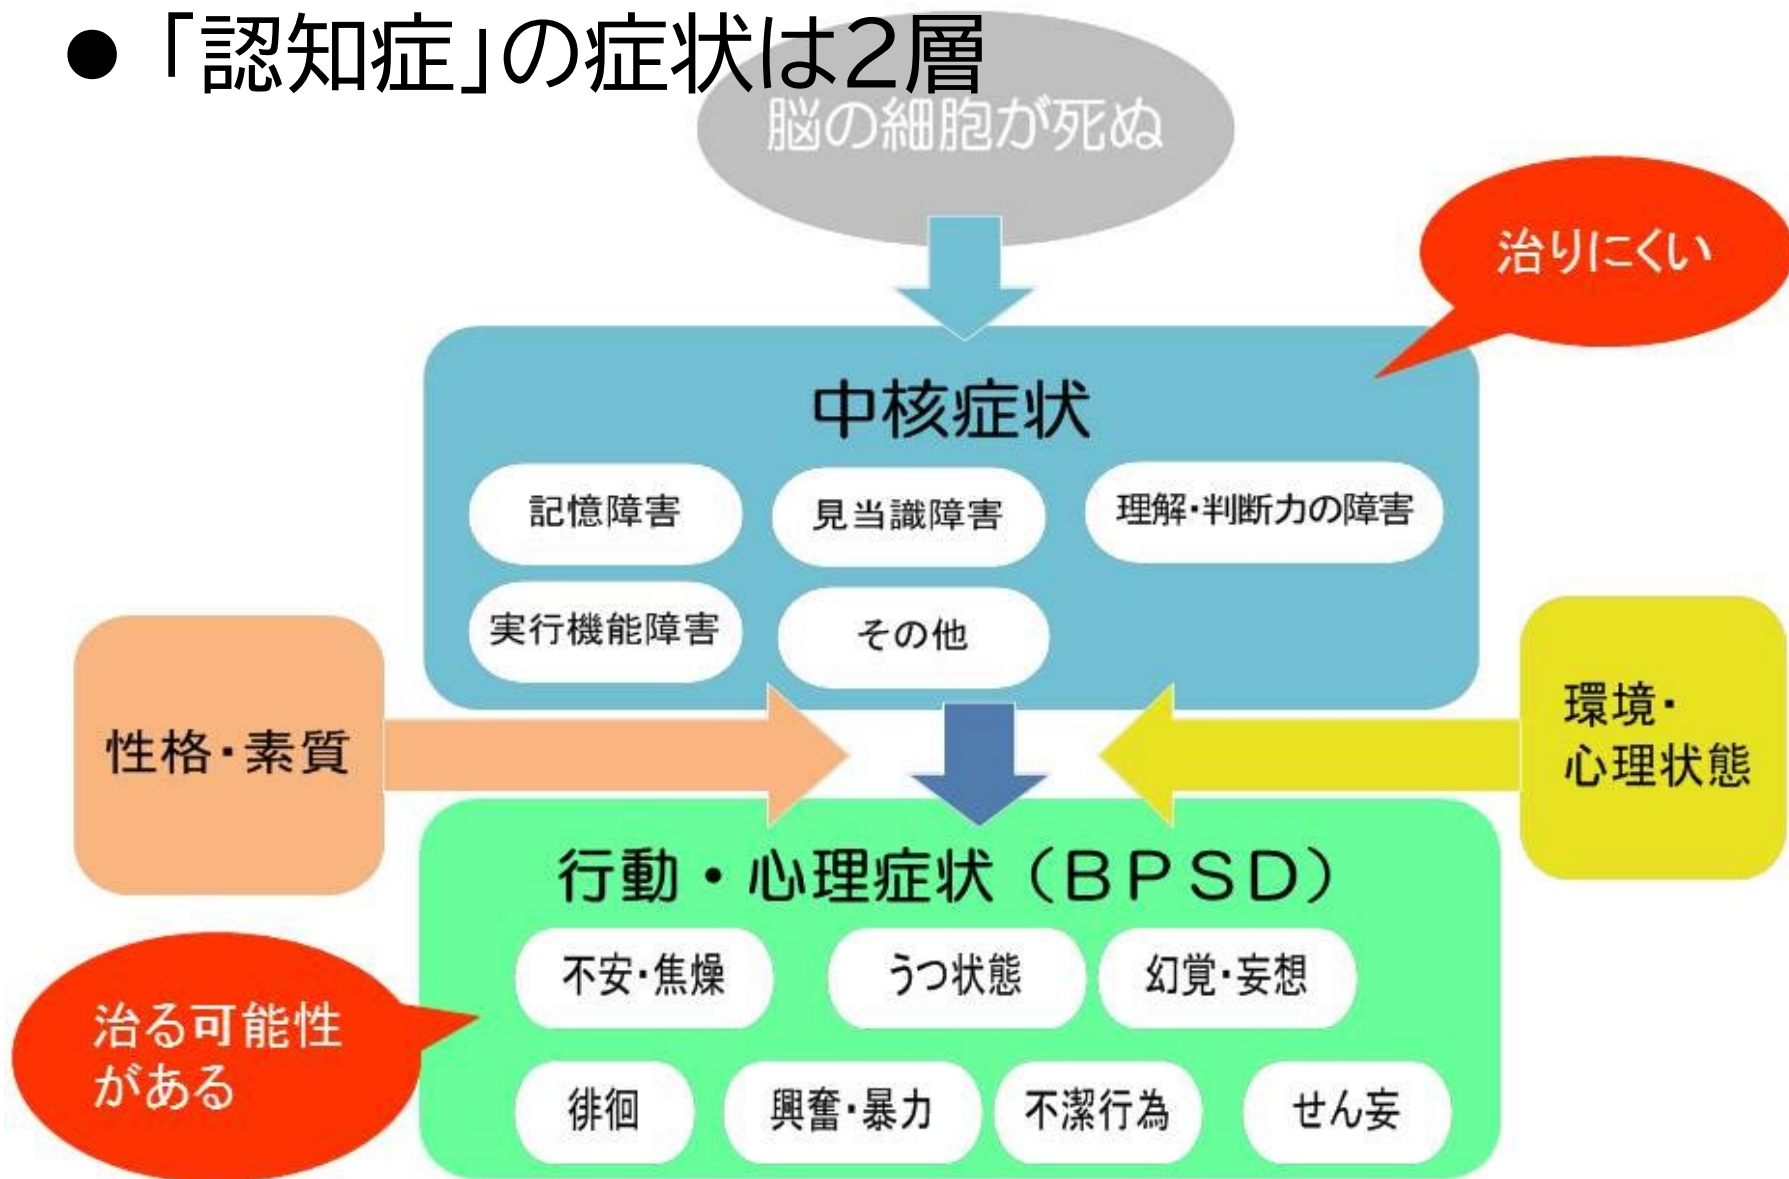 ● 「認知症」の症状は2層
脳の細胞が死ぬ
治りにくい
中核症状
記憶障害
見当識障害
理解・判断力の障害
実行機能障害
その他
性格・素質
環境・
心理状態
行動・心理症状（BPSD）
不安・焦燥
うつ状態
幻覚・妄想
治る可能性
がある
徘徊
興奮・暴力
不潔行為
せん妄